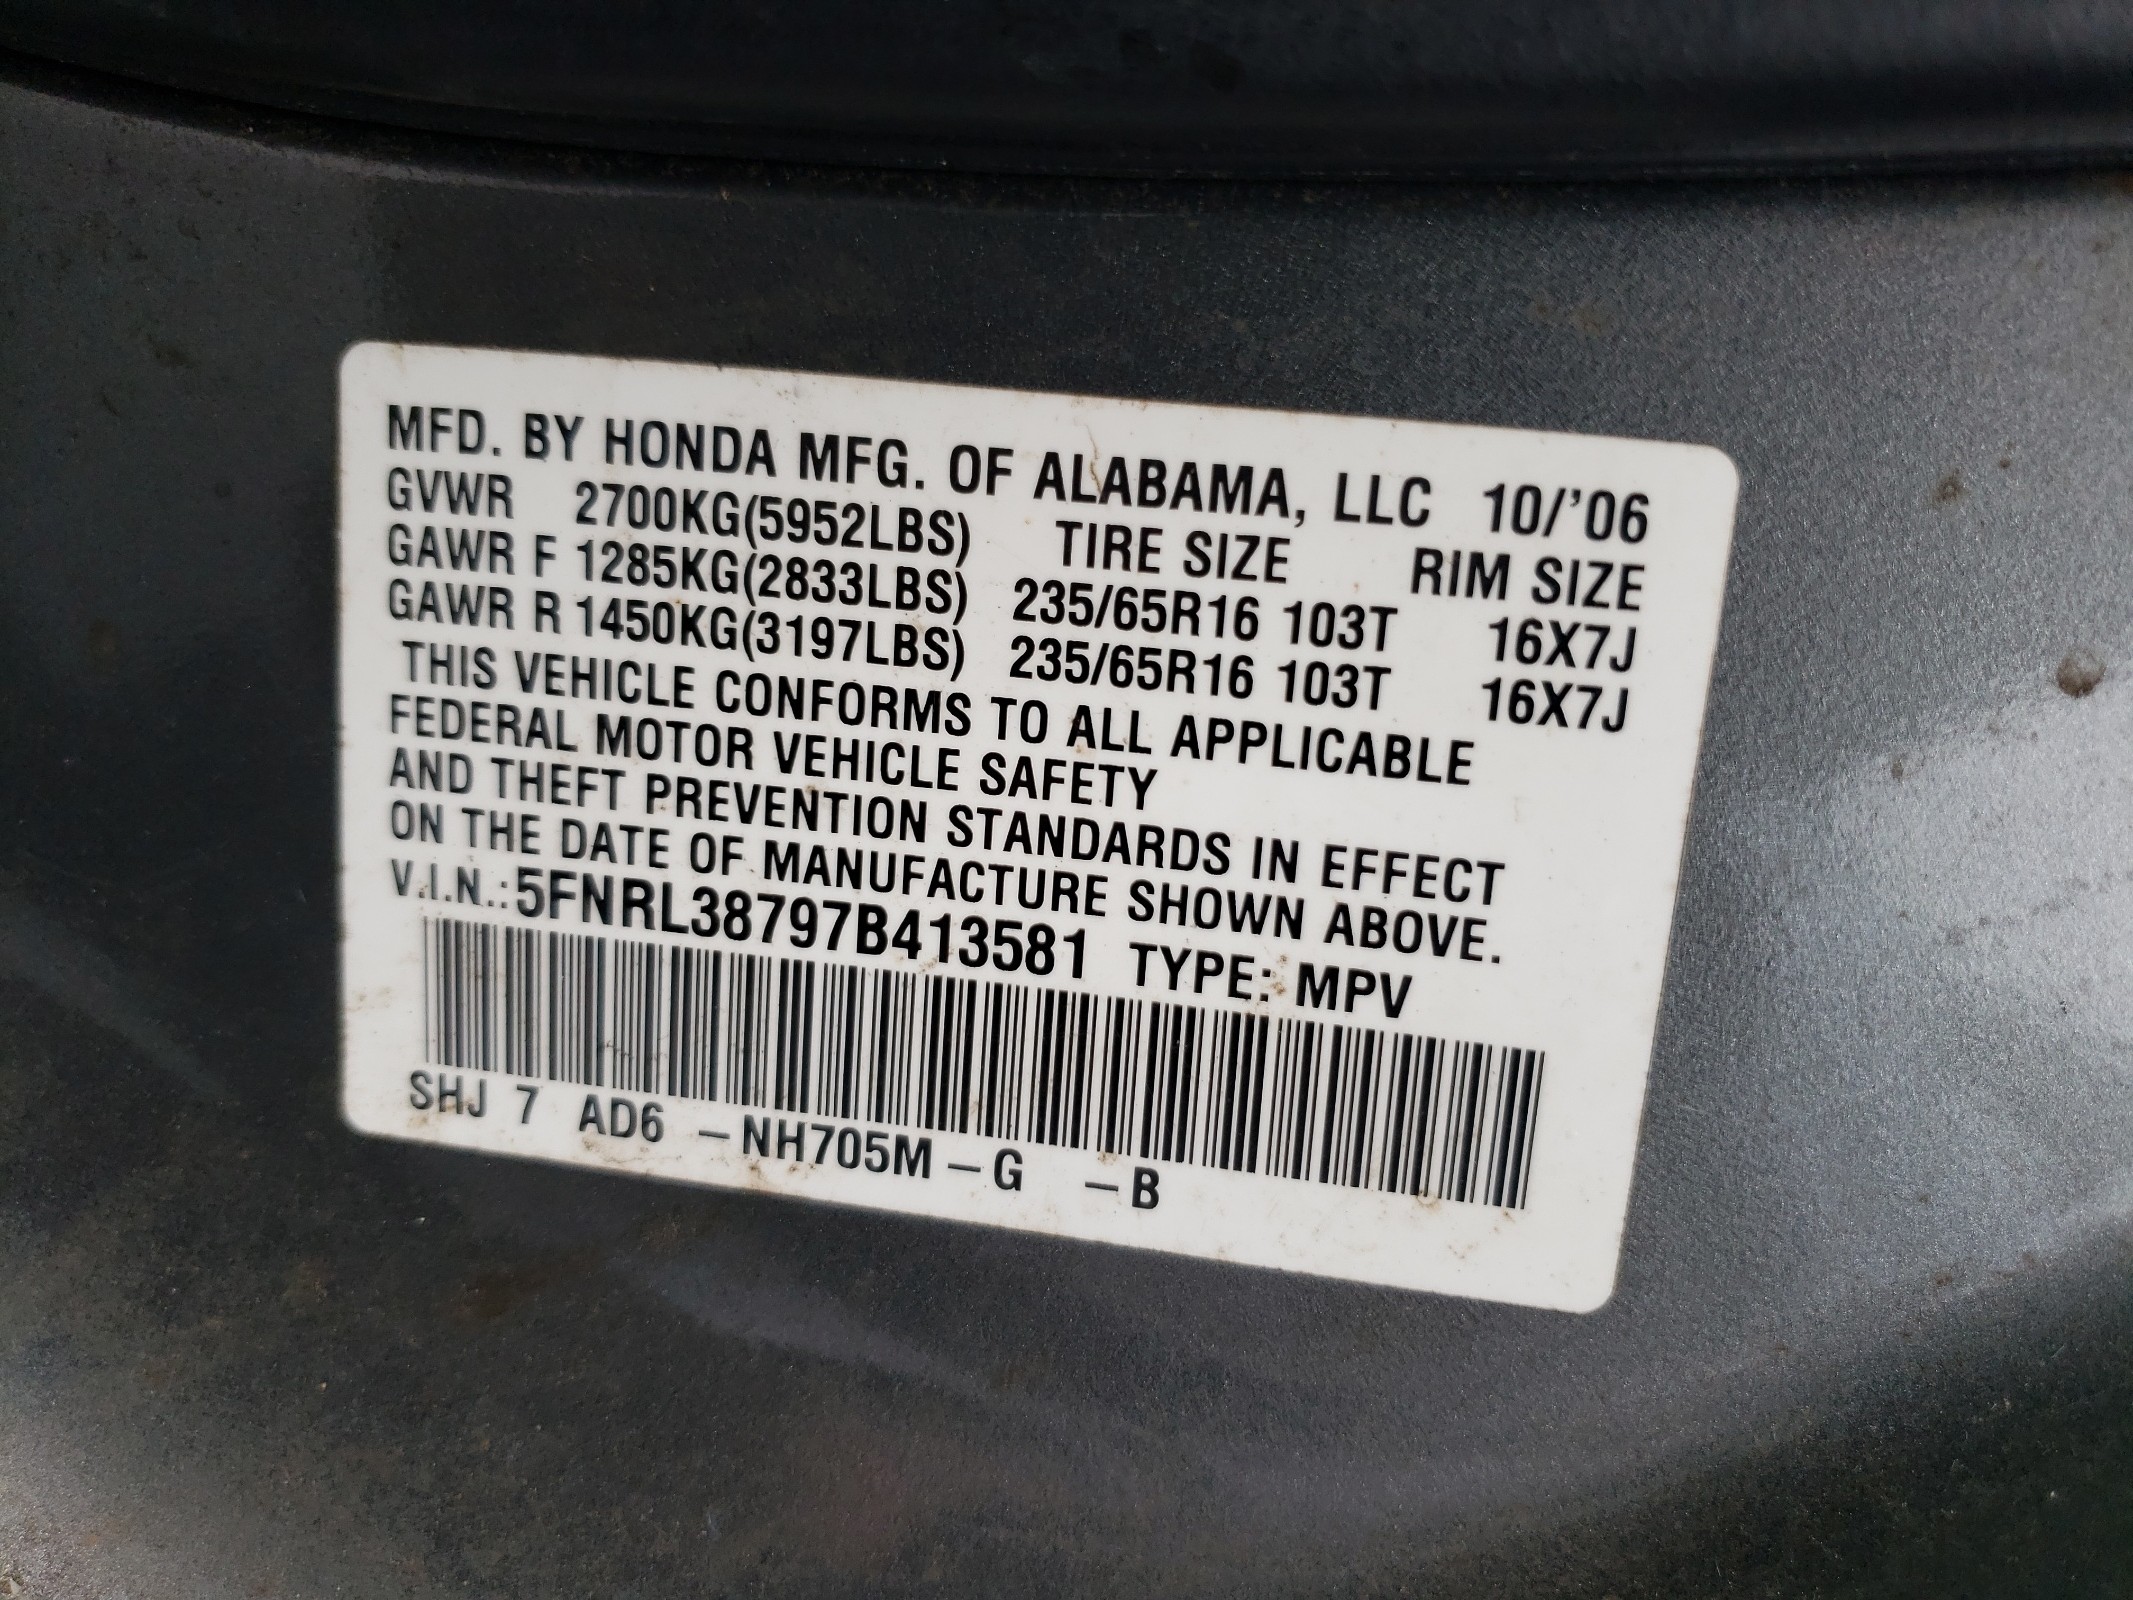 MFD. BY HONDA MFG. OF ALABAMA, LLC 10/'06
GVWR 2700KG(5952LBS) TIRE SIZE RIM SIZE
GAWR F 1285KG(2833LBS) 235/65R16 103T 16X7J
GAWR R 1450KG(3197LBS) 235/65R16 103T 16X7J
THIS VEHICLE CONFORMS TO ALL APPLICABLE
FEDERAL MOTOR VEHICLE SAFETY
AND THEFT PREVENTION STANDARDS IN EFFECT
ON THE DATE OF MANUFACTURE SHOWN ABOVE.
V.I.N.:5FNRL38797B413581 TYPE: MPV
SHJ 7 AD6 –NH705M–G –B